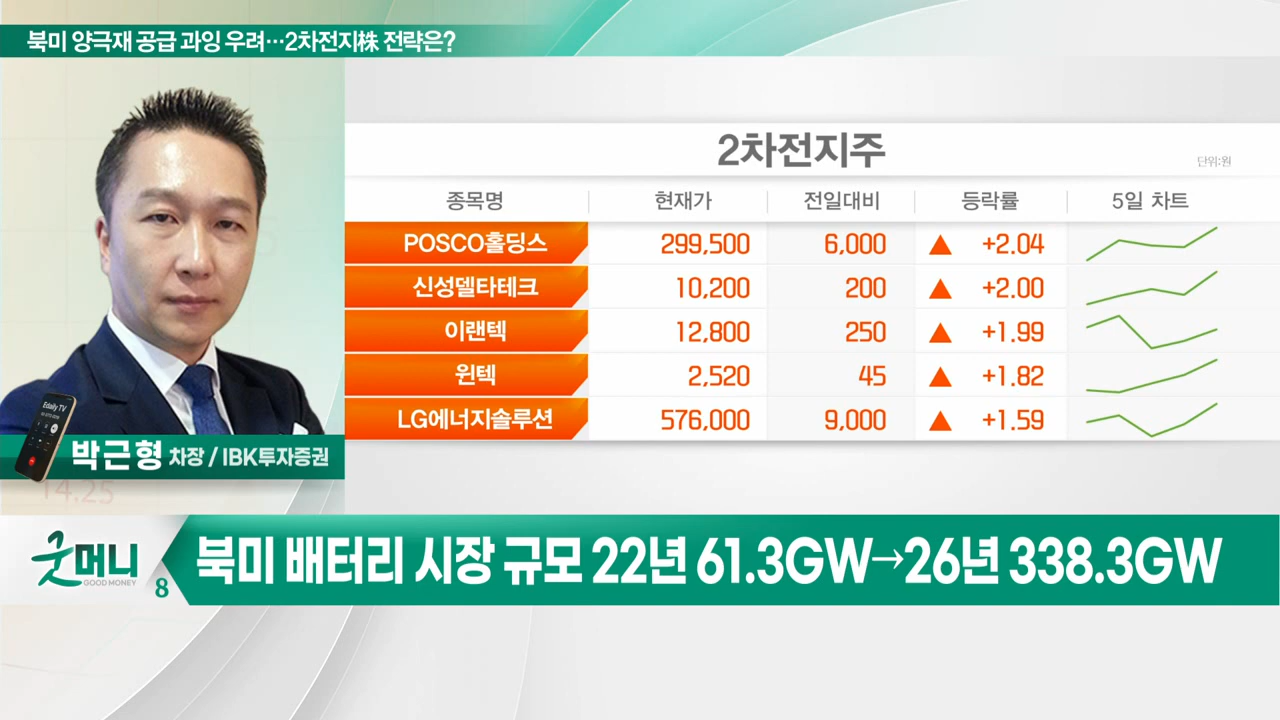 북미 양극재 공급 과잉 우려…2차전지株 전략은?
2차전지주
단위:원
종목명 현재가 전일대비 등락률 5일 차트
POSCO홀딩스 299,500 6,000 ▲ +2.04
신성델타테크 10,200 200 ▲ +2.00
이랜텍 12,800 250 ▲ +1.99
윈텍 2,520 45 ▲ +1.82
LG에너지솔루션 576,000 9,000 ▲ +1.59
Edaily TV
박근형 차장 / IBK투자증권
14.25
굿머니
GOOD MONEY
8
북미 배터리 시장 규모 22년 61.3GW→26년 338.3GW